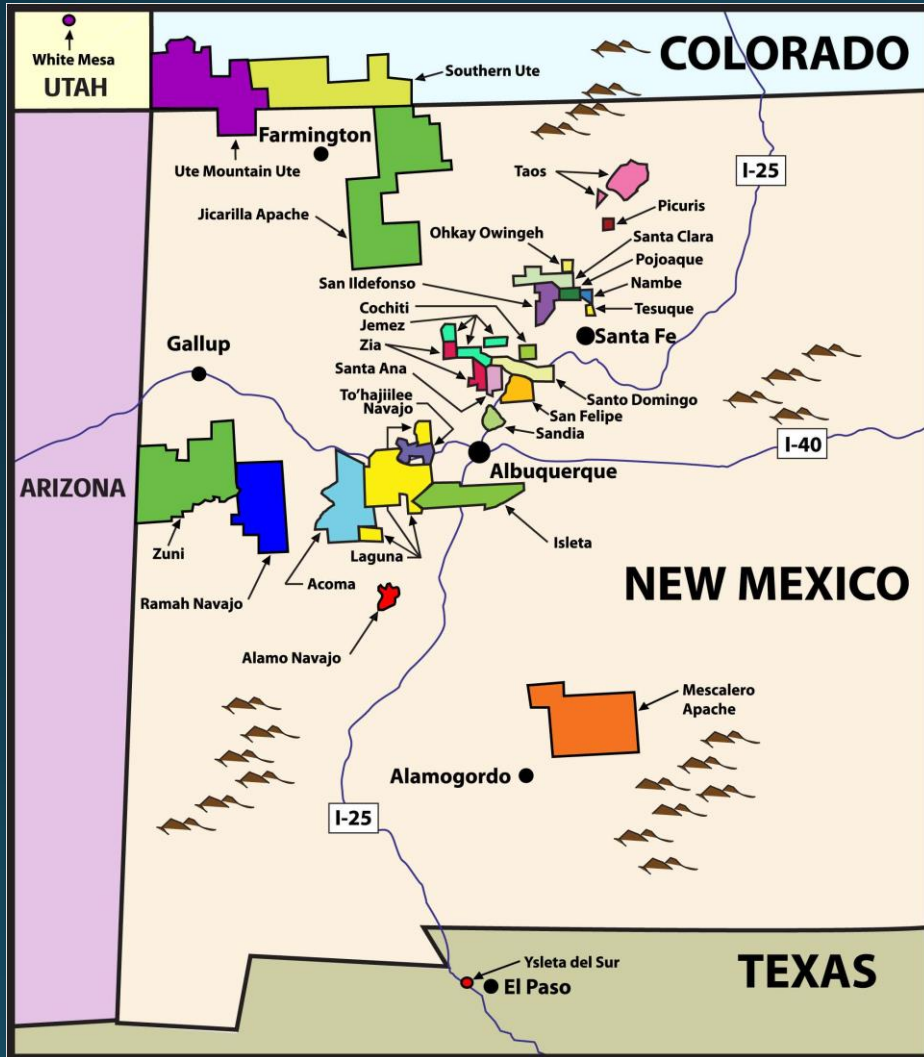 White Mesa
UTAH
COLORADO
Southern Ute
Farmington
Ute Mountain Ute
Taos
I-25
Picuris
Jicarilla Apache
Ohkay Owingeh
Santa Clara
Pojoaque
San Ildefonso
Nambe
Cochiti
Tesuque
Jemez
Santa Fe
Gallup
Zia
Santa Ana
To'hajiilee
Navajo
Santo Domingo
San Felipe
Sandia
I-40
Albuquerque
ARIZONA
Isleta
Zuni
Laguna
Acoma
NEW MEXICO
Ramah Navajo
Alamo Navajo
Mescalero
Apache
Alamogordo
I-25
Ysleta del Sur
TEXAS
El Paso